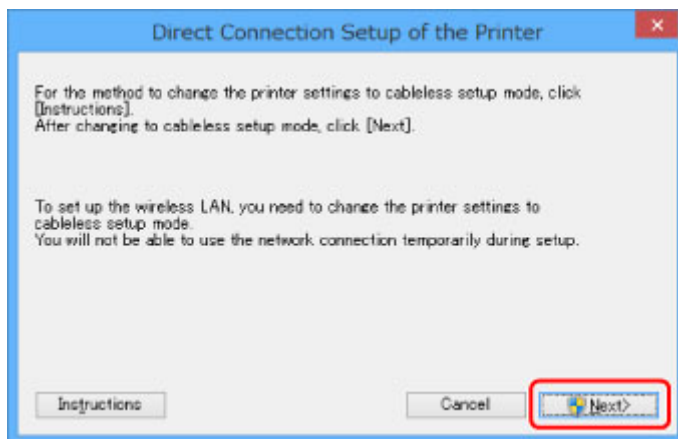 Direct Connection Setup of the Printer
For the method to change the printer settings to cableless setup mode, click
[Instructions].
After changing to cableless setup mode, click [Next].
To set up the wireless LAN, you need to change the printer settings to
cableless setup mode.
You will not be able to use the network connection temporarily during setup.
Instructions
Cancel
Next>